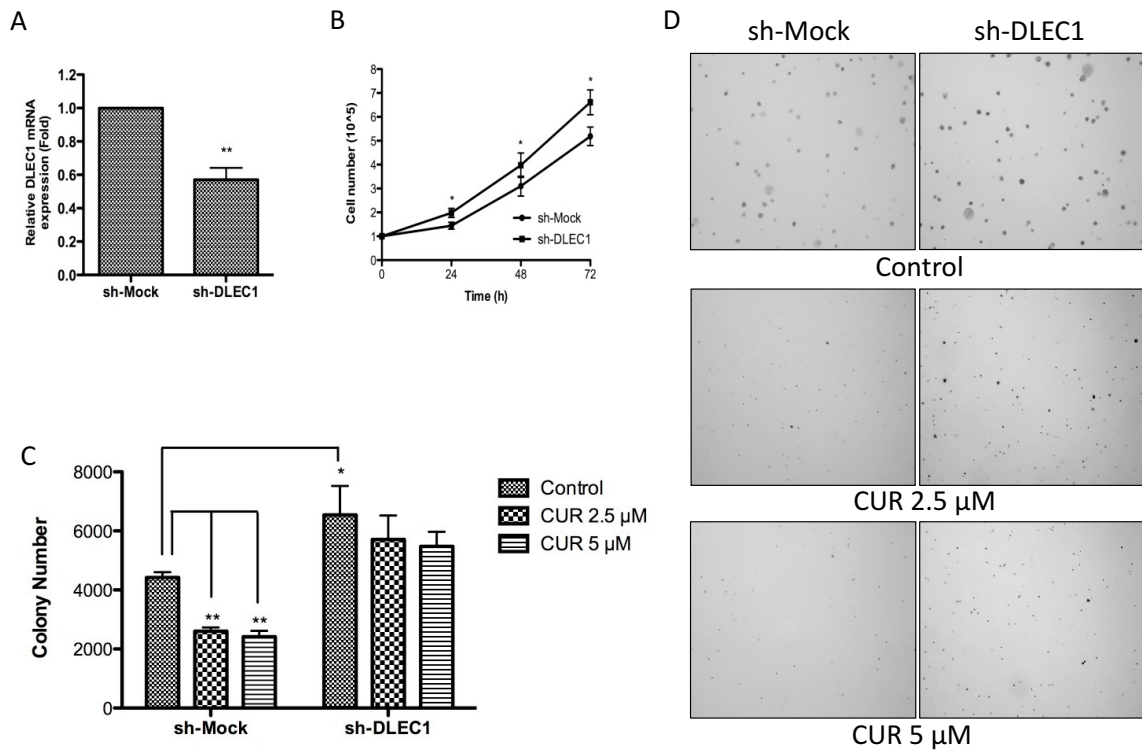 A
Relative DLEC1 mRNA
expression (Fold)
1.2
1.0
0.8
0.6
0.4
0.2
0.0
**
sh-Mock
sh-DLEC1
B
Cell number (10^5)
8
7
6
5
4
3
2
1
0
*
*
*
sh-Mock
sh-DLEC1
0
24
48
72
Time (h)
C
Colony Number
8000
6000
4000
2000
0
**
**
*
Control
CUR 2.5 µM
CUR 5 µM
sh-Mock
sh-DLEC1
D
sh-Mock
sh-DLEC1
Control
CUR 2.5 µM
CUR 5 µM